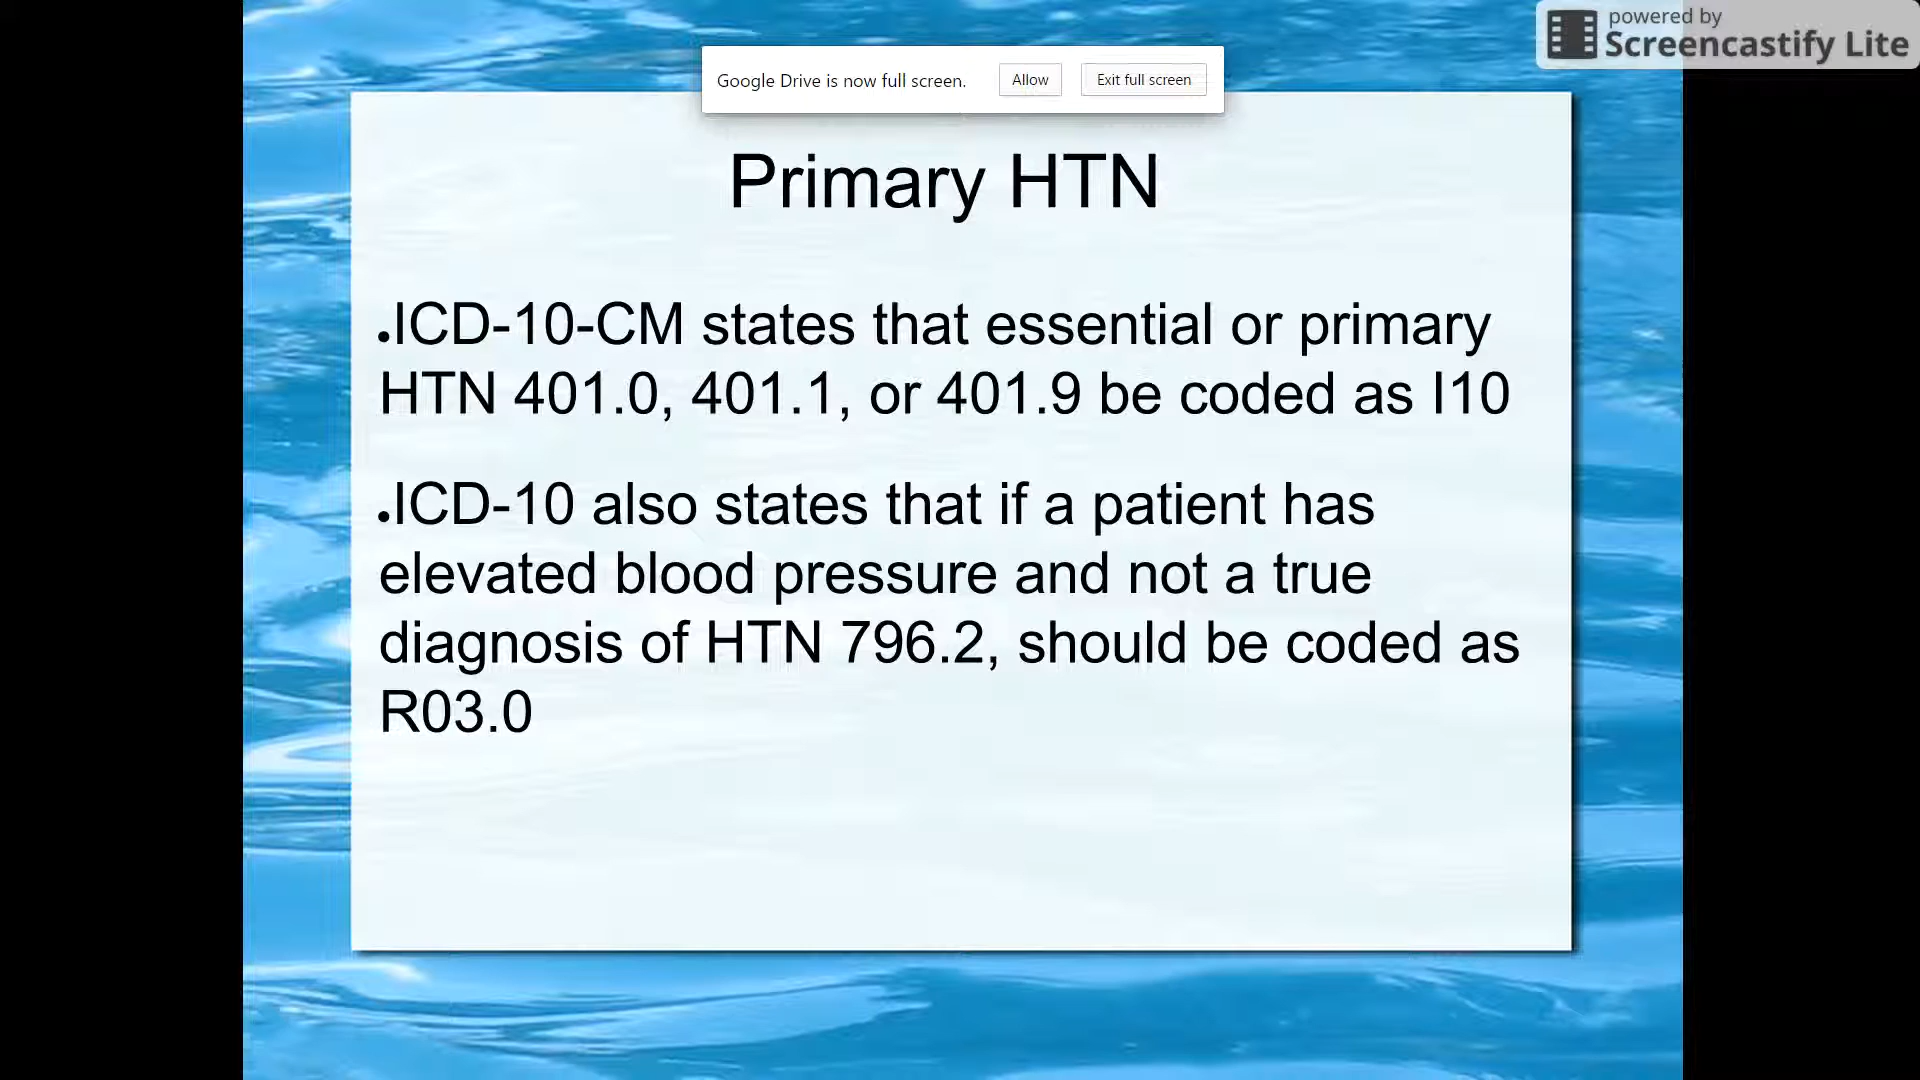 powered by
Screencastify Lite
Google Drive is now full screen. Allow Exit full screen
Primary HTN
•ICD-10-CM states that essential or primary
HTN 401.0, 401.1, or 401.9 be coded as I10
•ICD-10 also states that if a patient has
elevated blood pressure and not a true
diagnosis of HTN 796.2, should be coded as
R03.0